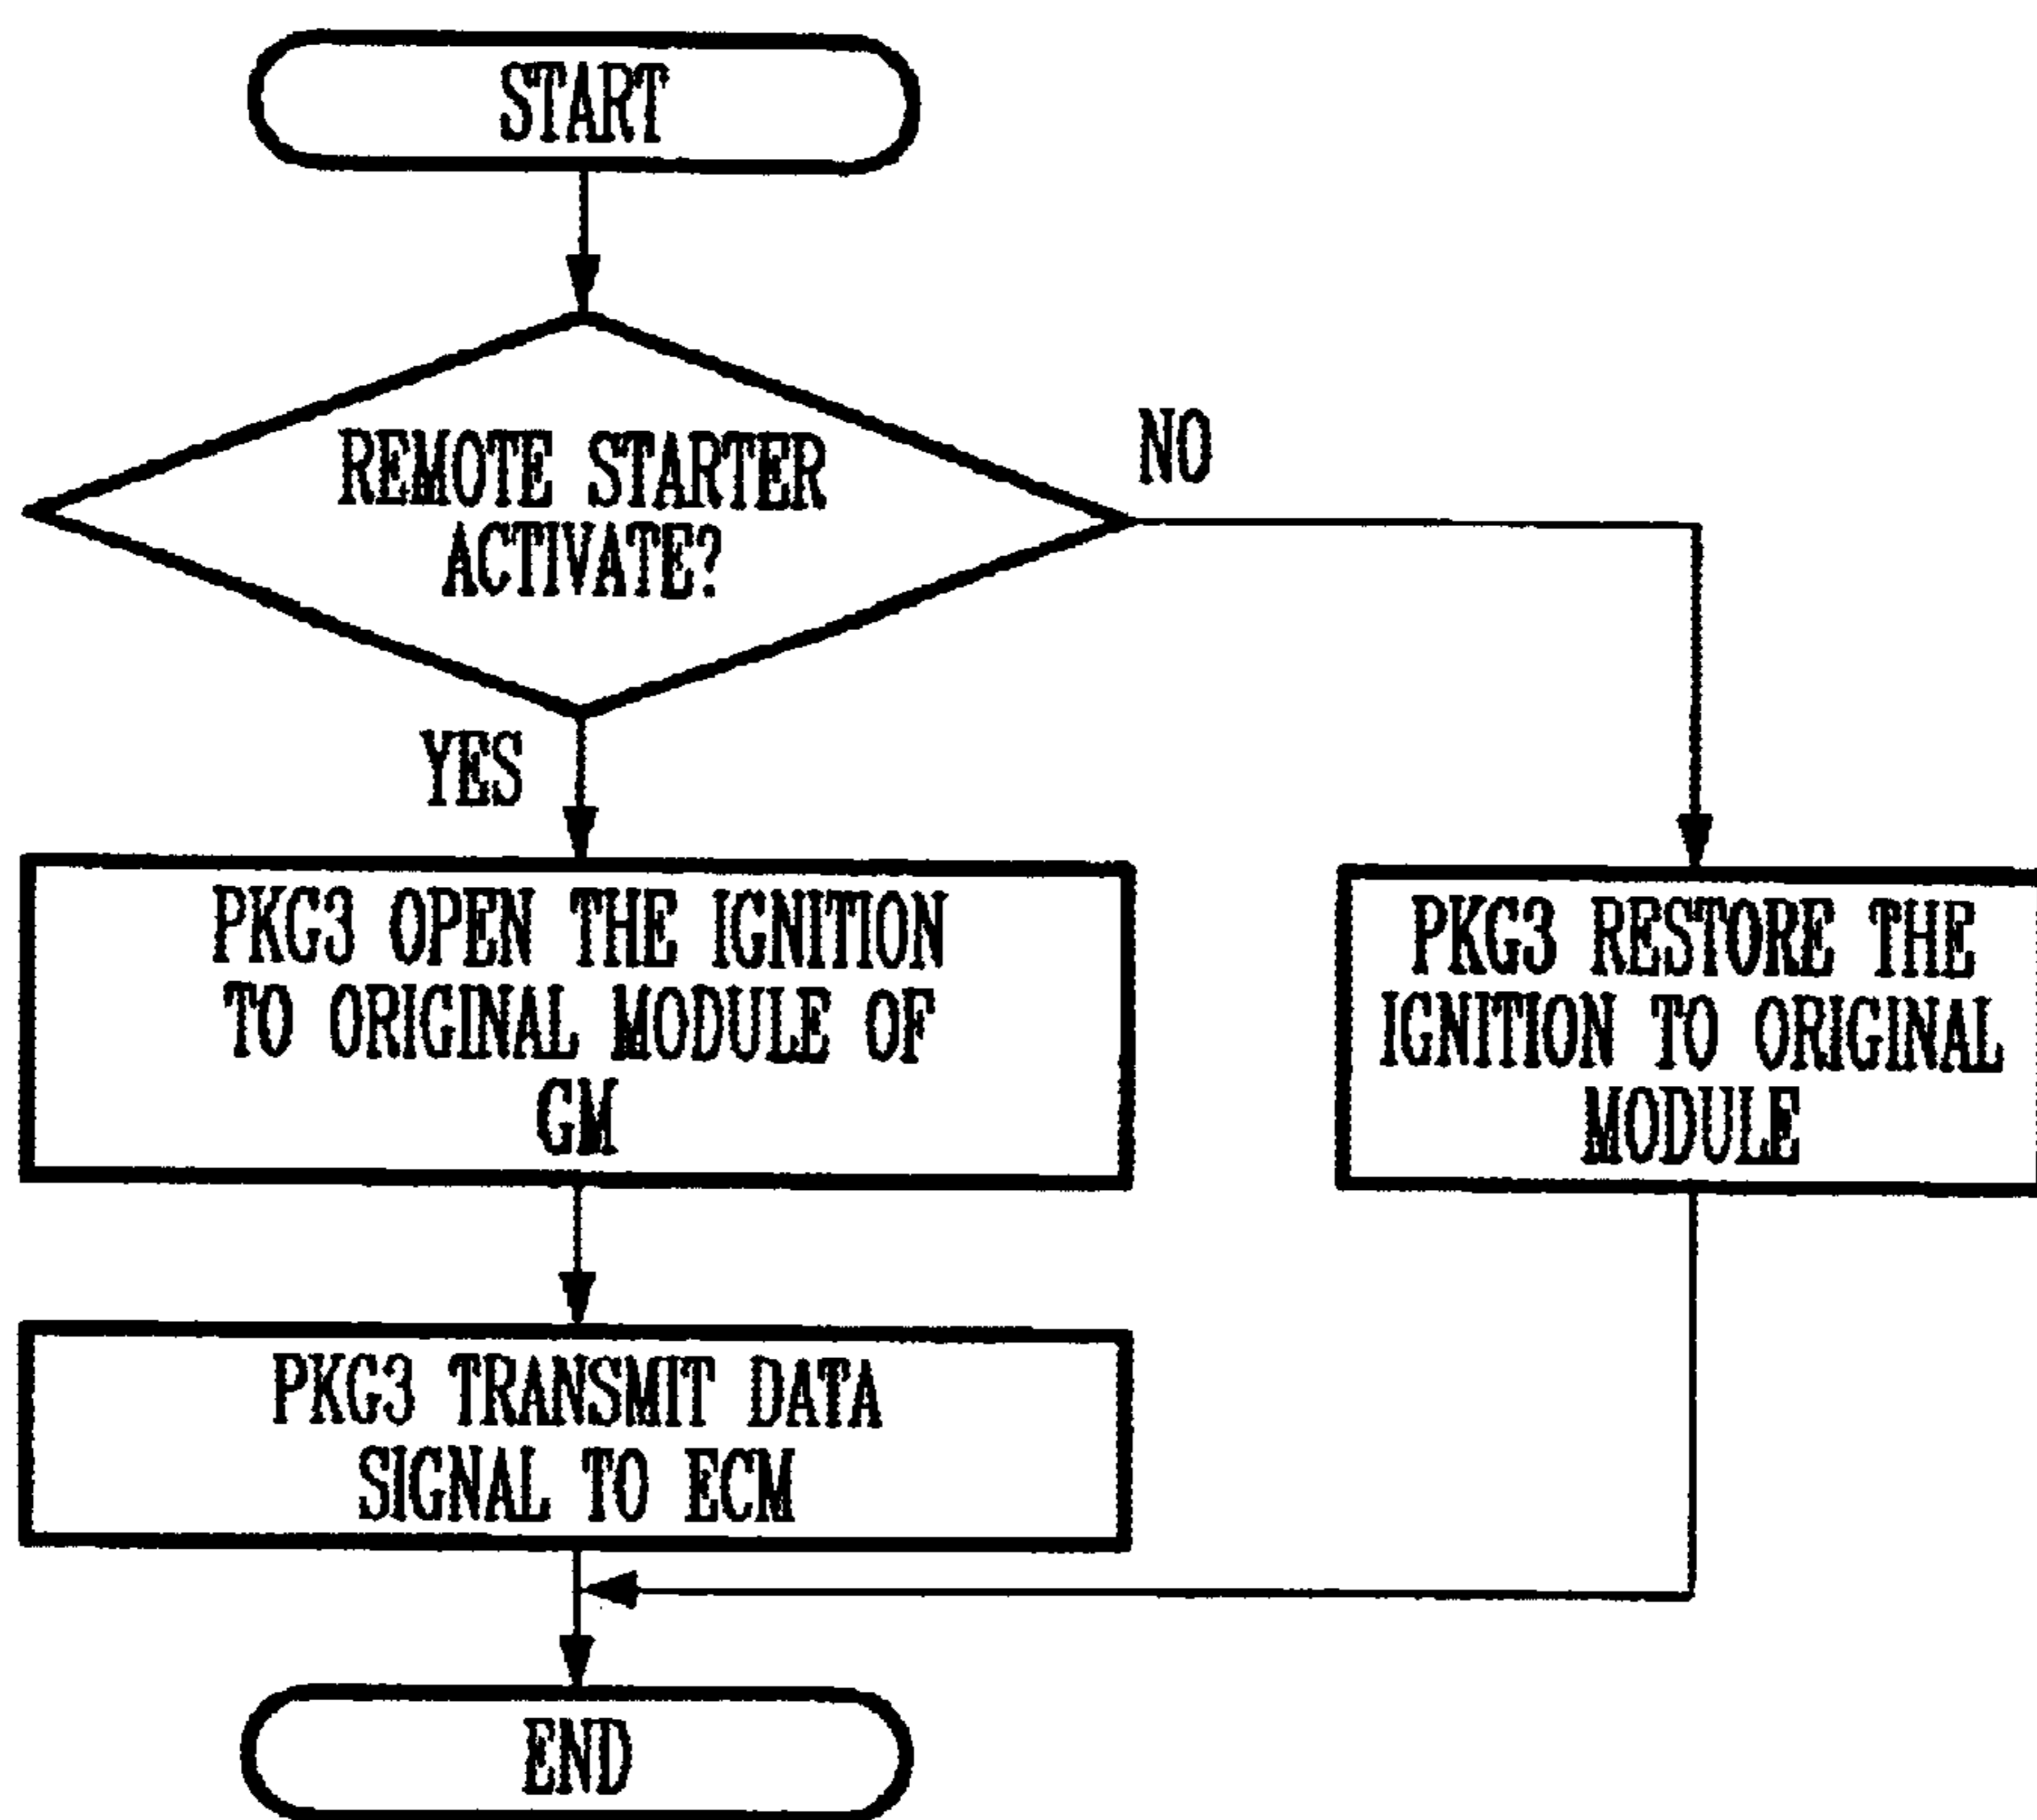 START
REMOTE STARTER
ACTIVATE?
NO
YES
PKG3 OPEN THE IGNITION
TO ORIGINAL MODULE OF
GM
PKG3 RESTORE THE
IGNITION TO ORIGINAL
MODULE
PKG3 TRANSMIT DATA
SIGNAL TO ECM
END